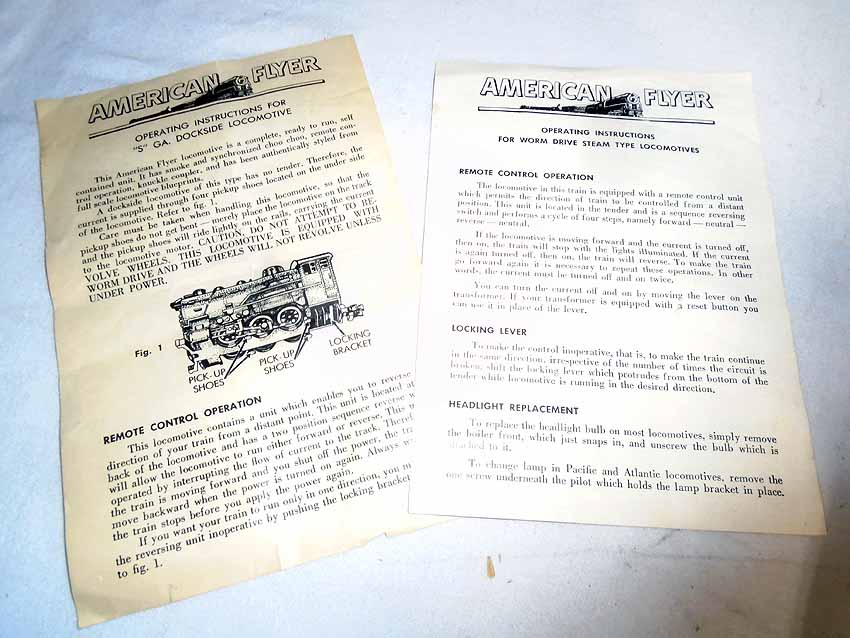 AMERICAN FLYER
OPERATING INSTRUCTIONS FOR
"S" GA. DOCKSIDE LOCOMOTIVE
This American Flyer locomotive is a complete, ready to run, self
contained unit. It has smoke and synchronized choo choo, remote con-
trol operation, knuckle coupler, and has been authentically styled from
full scale locomotive blueprints.
A dockside locomotive of this type has no tender. Therefore, the
current is supplied through four pickup shoes located on the under side
of the locomotive. Refer to fig. 1.
Care must be taken when handling this locomotive, so that the
pickup shoes do not get bent — merely place the locomotive on the track
and the pickup shoes will ride lightly on the rails, carrying the current
to the locomotive motor. CAUTION, DO NOT ATTEMPT TO RE-
VOLVE WHEELS. THIS LOCOMOTIVE IS EQUIPPED WITH
WORM DRIVE AND THE WHEELS WILL NOT REVOLVE UNLESS
UNDER POWER.
Fig. 1
PICK-UP
SHOES
PICK-UP
SHOES
LOCKING
BRACKET
REMOTE CONTROL OPERATION
This locomotive contains a unit which enables you to reverse
direction of your train from a distant point. This unit is located at
back of the locomotive and has a two position sequence reverse
will allow the locomotive to run either forward or reverse. This
operated by interrupting the flow of current to the track.
the train is moving forward and you shut off the power, the
move backward when the power is turned on again. Always
the train stops before you apply the power again.
If you want your train to run only in one direction, you
the reversing unit inoperative by pushing the locking bracket
to fig. 1.
AMERICAN FLYER
OPERATING INSTRUCTIONS
FOR WORM DRIVE STEAM TYPE LOCOMOTIVES
REMOTE CONTROL OPERATION
The locomotive in this train is equipped with a remote control unit
which permits the direction of train to be controlled from a distant
position. This unit is located in the tender and is a sequence reversing
switch and performs a cycle of four steps, namely forward — neutral —
reverse — neutral.
If the locomotive is moving forward and the current is turned off,
then on, the train will stop with the lights illuminated. If the current
is again turned off, then on, the train will reverse. To make the train
go forward again it is necessary to repeat these operations. In other
words, the current must be turned off and on twice.
You can turn the current off and on by moving the lever on the
transformer. If your transformer is equipped with a reset button you
can use it in place of the lever.
LOCKING LEVER
To make the control inoperative, that is, to make the train continue
in the same direction, irrespective of the number of times the circuit is
broken, shift the locking lever which protrudes from the bottom of the
tender while locomotive is running in the desired direction.
HEADLIGHT REPLACEMENT
To replace the headlight bulb on most locomotives, simply remove
the boiler front, which just snaps in, and unscrew the bulb which is
attached to it.
To change lamp in Pacific and Atlantic locomotives, remove the
one screw underneath the pilot which holds the lamp bracket in place.